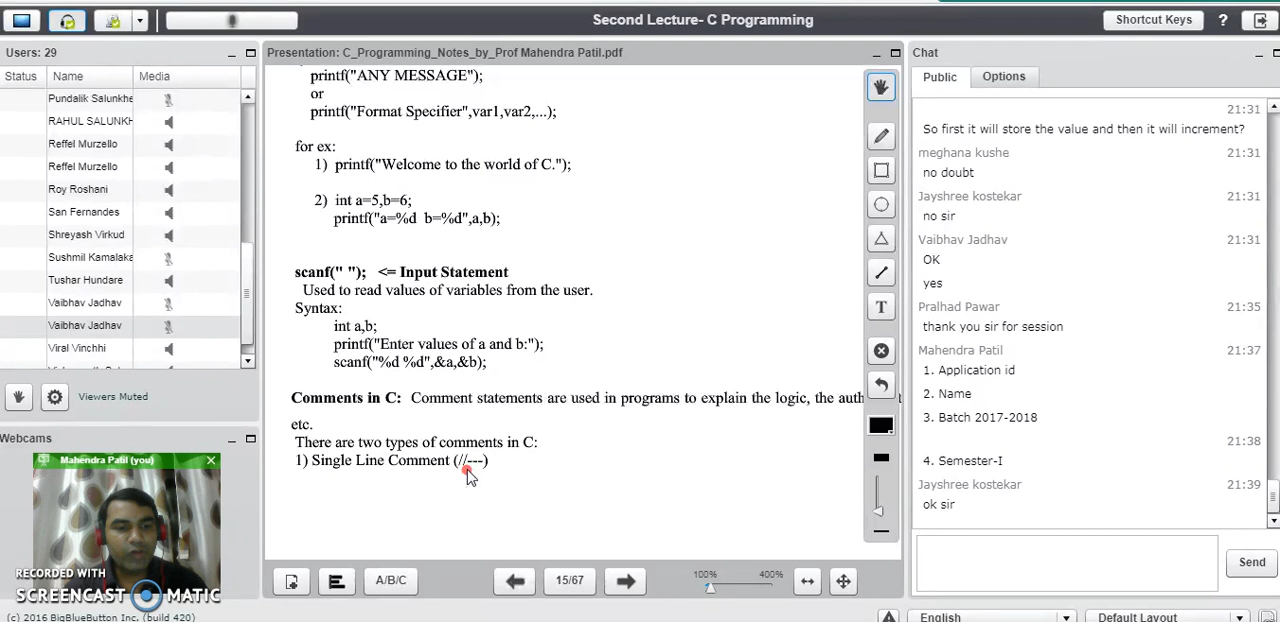 Second Lecture- C Programming
Shortcut Keys
?
Users: 29
Status Name Media
Pundalik Salunkhe
RAHUL SALUNKH
Reffel Murzello
Reffel Murzello
Roy Roshani
San Fernandes
Shreyash Virkud
Sushmil Kamalaka
Tushar Hundare
Vaibhav Jadhav
Vaibhav Jadhav
Viral Vinchhi
Viewers Muted
Webcams
Mahendra Patil (you)
RECORDED WITH
SCREENCAST MATIC
(c) 2016 BigBlueButton Inc. (build 420)
Presentation: C_Programming_Notes_by_Prof Mahendra Patil.pdf
printf("ANY MESSAGE");
or
printf("Format Specifier",var1,var2,...);
for ex:
1) printf("Welcome to the world of C.");
2) int a=5,b=6;
printf("a=%d b=%d",a,b);
scanf(" "); <= Input Statement
Used to read values of variables from the user.
Syntax:
int a,b;
printf("Enter values of a and b:");
scanf("%d %d",&a,&b);
Comments in C: Comment statements are used in programs to explain the logic, the auth
etc.
There are two types of comments in C:
1) Single Line Comment (//---)
T
A/B/C
15/67
100% 400%
Chat
Public Options
21:31
So first it will store the value and then it will increment?
meghana kushe 21:31
no doubt
Jayshree kostekar 21:31
no sir
Vaibhav Jadhav 21:31
OK
yes
Pralhad Pawar 21:35
thank you sir for session
Mahendra Patil 21:37
1. Application id
2. Name
3. Batch 2017-2018
21:38
4. Semester-I
Jayshree kostekar 21:39
ok sir
Send
English
Default Layout